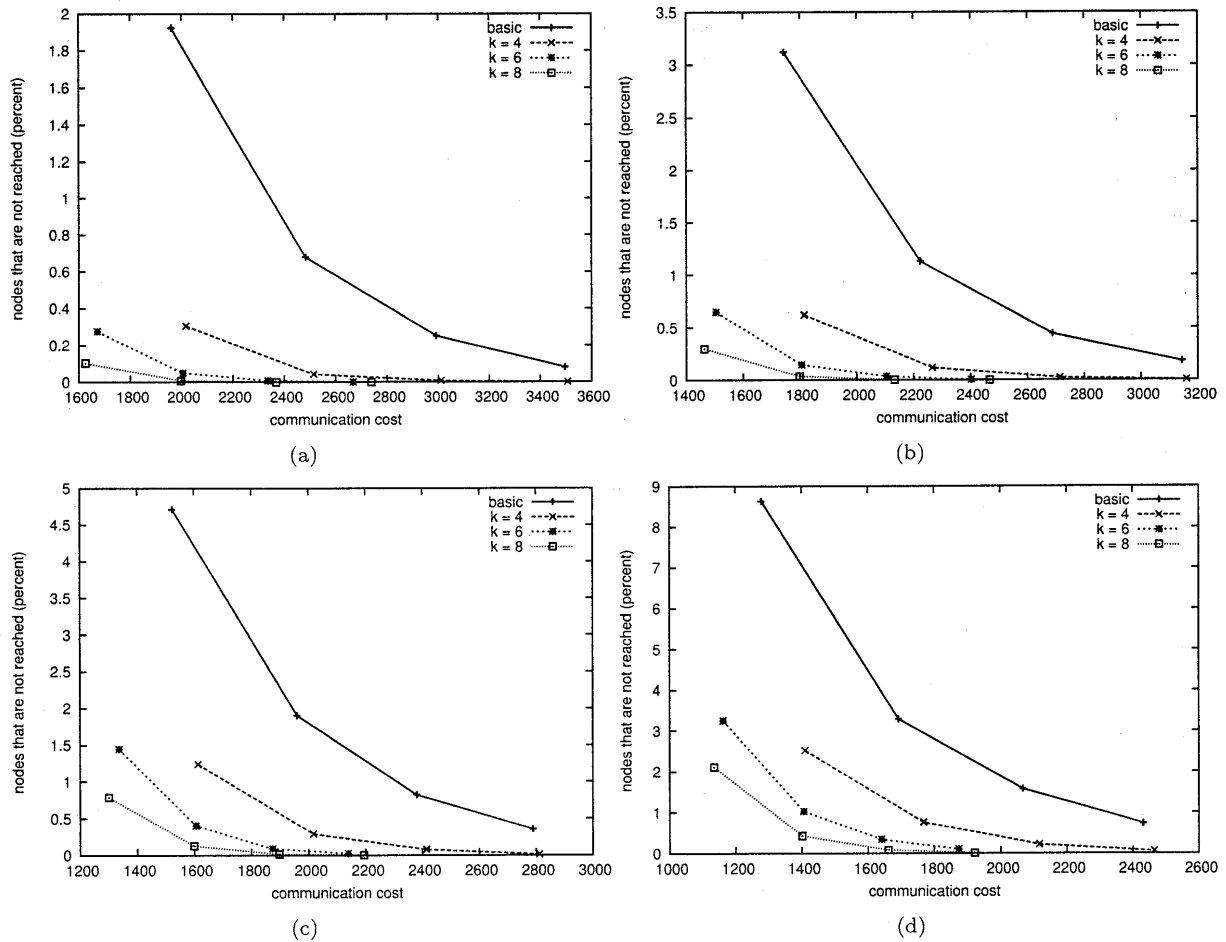 nodes that are not reached (percent)
2
1.8
1.6
1.4
1.2
1
0.8
0.6
0.4
0.2
0
basic
k = 4
k = 6
k = 8
1600 1800 2000 2200 2400 2600 2800 3000 3200 3400 3600
communication cost
(a)
nodes that are not reached (percent)
3.5
3
2.5
2
1.5
1
0.5
0
basic
k = 4
k = 6
k = 8
1400 1600 1800 2000 2200 2400 2600 2800 3000 3200
communication cost
(b)
nodes that are not reached (percent)
5
4.5
4
3.5
3
2.5
2
1.5
1
0.5
0
basic
k = 4
k = 6
k = 8
1200 1400 1600 1800 2000 2200 2400 2600 2800 3000
communication cost
(c)
nodes that are not reached (percent)
9
8
7
6
5
4
3
2
1
0
basic
k = 4
k = 6
k = 8
1000 1200 1400 1600 1800 2000 2200 2400 2600
communication cost
(d)